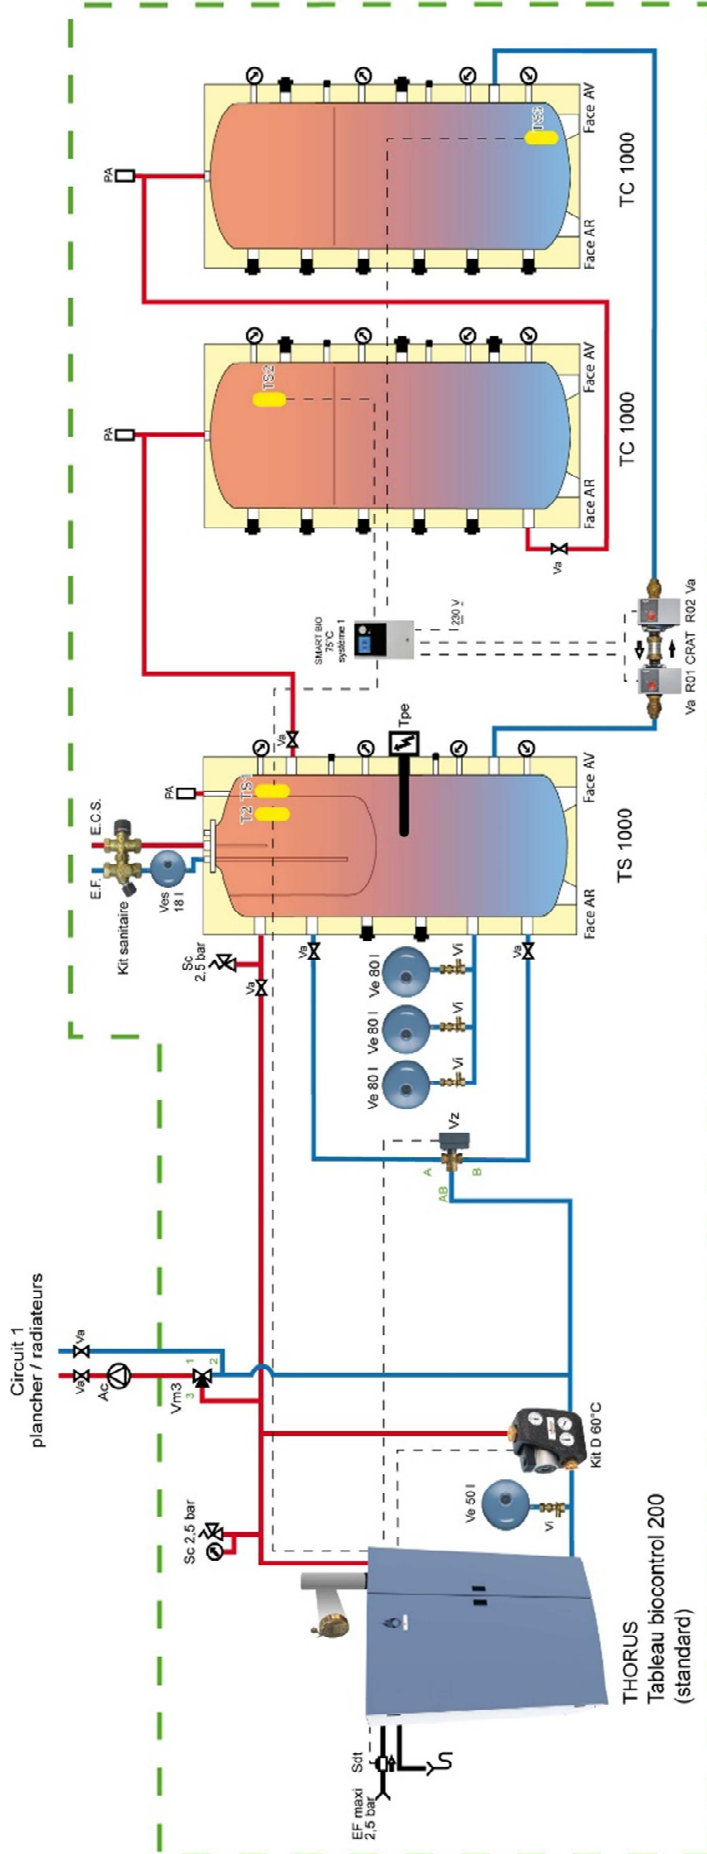 Circuit 1
plancher / radiateurs
Va
Va
Ac
Vm3
3
1
2
Sc 2,5 bar
Ve 50 l
Vi
Kit D 60°C
EF maxi
2,5 bar
Sdt
THORUS
Tableau biocontrol 200
(standard)
AB
A
B
Vz
Ve 80 l
Ve 80 l
Ve 80 l
Vi
Vi
Vi
Sc
2,5 bar
Va
Va
Va
E.F.
E.C.S.
Kit sanitaire
Ves
18 l
PA
T2
Va
Tpe
Face AR
Face AV
TS 1000
SMART BIO
75°C
système 1
230 V
Va R01 CRAT R02 Va
PA
TS2
Va
Face AR
Face AV
TC 1000
PA
Face AR
Face AV
TC 1000